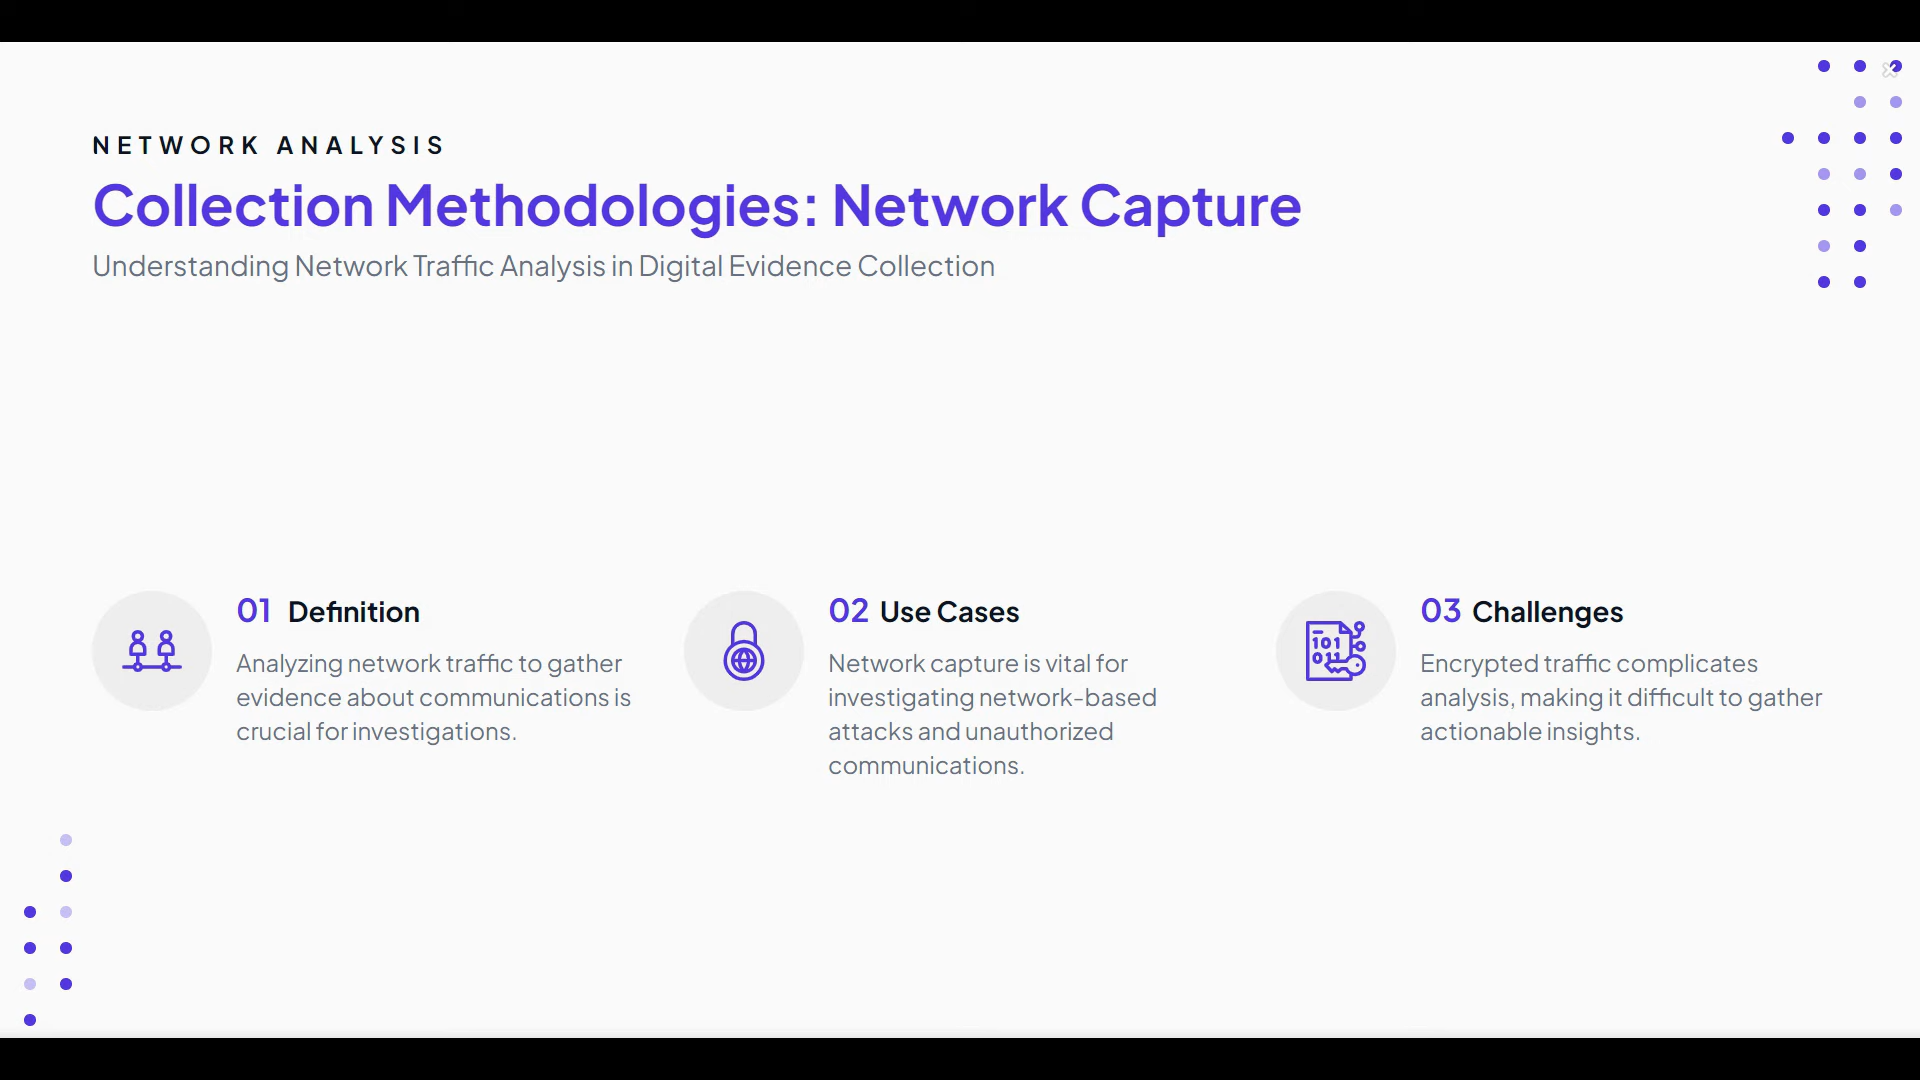 NETWORK ANALYSIS
Collection Methodologies: Network Capture
Understanding Network Traffic Analysis in Digital Evidence Collection
01 Definition
Analyzing network traffic to gather
evidence about communications is
crucial for investigations.
02 Use Cases
Network capture is vital for
investigating network-based
attacks and unauthorized
communications.
03 Challenges
Encrypted traffic complicates
analysis, making it difficult to gather
actionable insights.
101
011